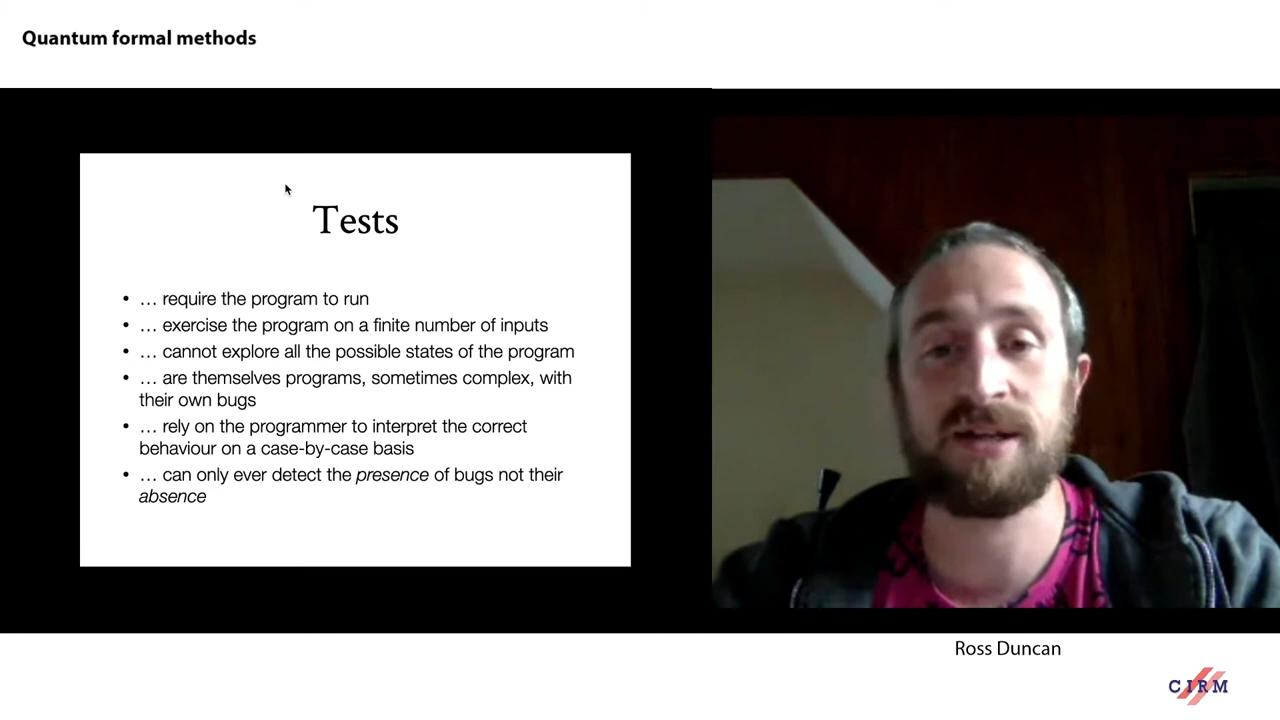 Quantum formal methods
Tests
• … require the program to run
• … exercise the program on a finite number of inputs
• … cannot explore all the possible states of the program
• … are themselves programs, sometimes complex, with
their own bugs
• … rely on the programmer to interpret the correct
behaviour on a case-by-case basis
• … can only ever detect the presence of bugs not their
absence
Ross Duncan
CIRM